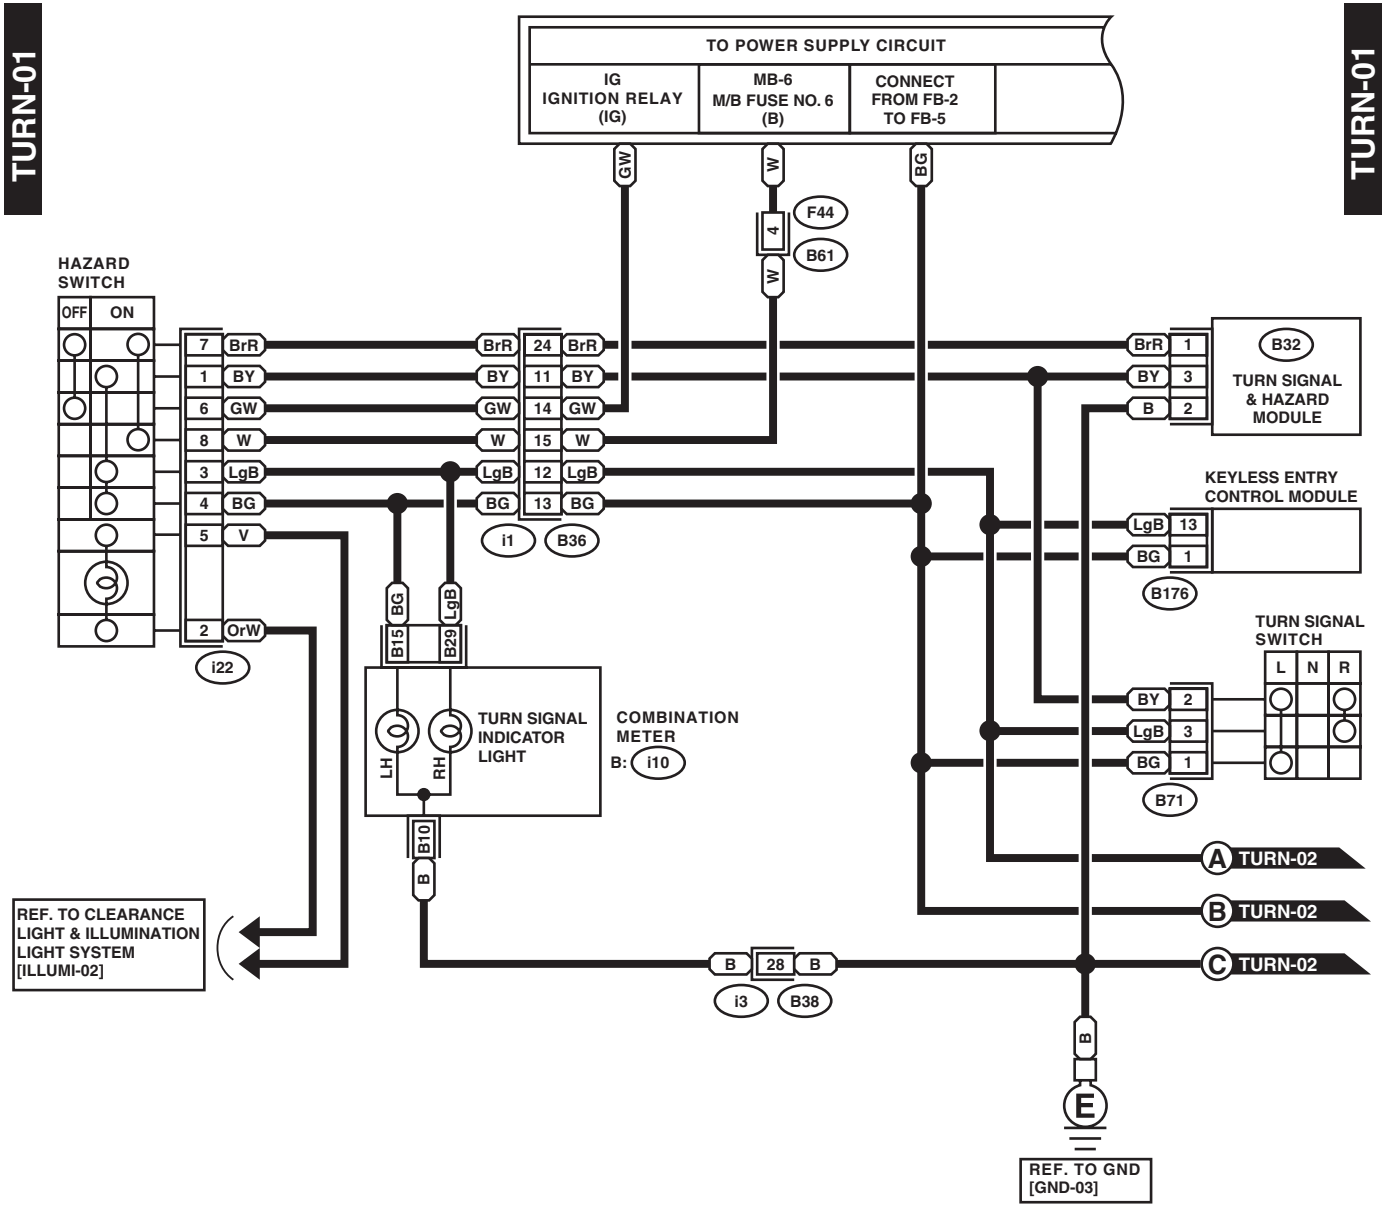 TURN-01
TURN-01
TO POWER SUPPLY CIRCUIT
IG
IGNITION RELAY
(IG)
MB-6
M/B FUSE NO. 6
(B)
CONNECT
FROM FB-2
TO FB-5
GW
W
BG
4
F44
B61
W
HAZARD
SWITCH
OFF ON
7 BrR BrR 24 BrR BrR 1
1 BY BY 11 BY BY 3
6 GW GW 14 GW B 2
8 W W 15 W
3 LgB LgB 12 LgB
4 BG BG 13 BG
5 V
2 OrW
i22
i1 B36
B32
TURN SIGNAL
& HAZARD
MODULE
KEYLESS ENTRY
CONTROL MODULE
LgB 13
BG 1
B176
TURN SIGNAL
SWITCH
L N R
BY 2
LgB 3
BG 1
B71
BG LgB
B15 B29
TURN SIGNAL
INDICATOR
LIGHT
LH RH
COMBINATION
METER
B: i10
B10
B
A TURN-02
B TURN-02
C TURN-02
REF. TO CLEARANCE
LIGHT & ILLUMINATION
LIGHT SYSTEM
[ILLUMI-02]
B 28 B
i3 B38
B
E
REF. TO GND
[GND-03]